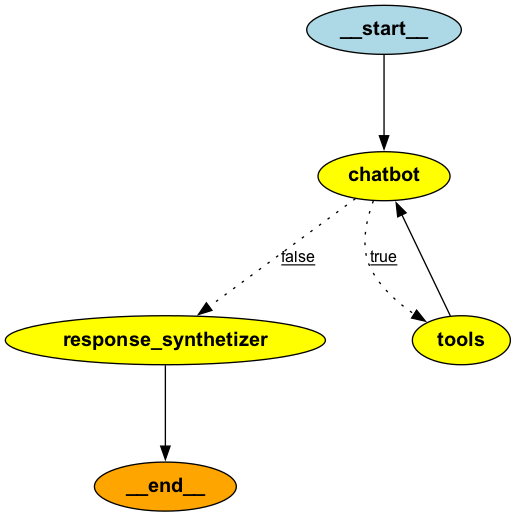 __start__
chatbot
false
true
response_synthetizer
tools
__end__